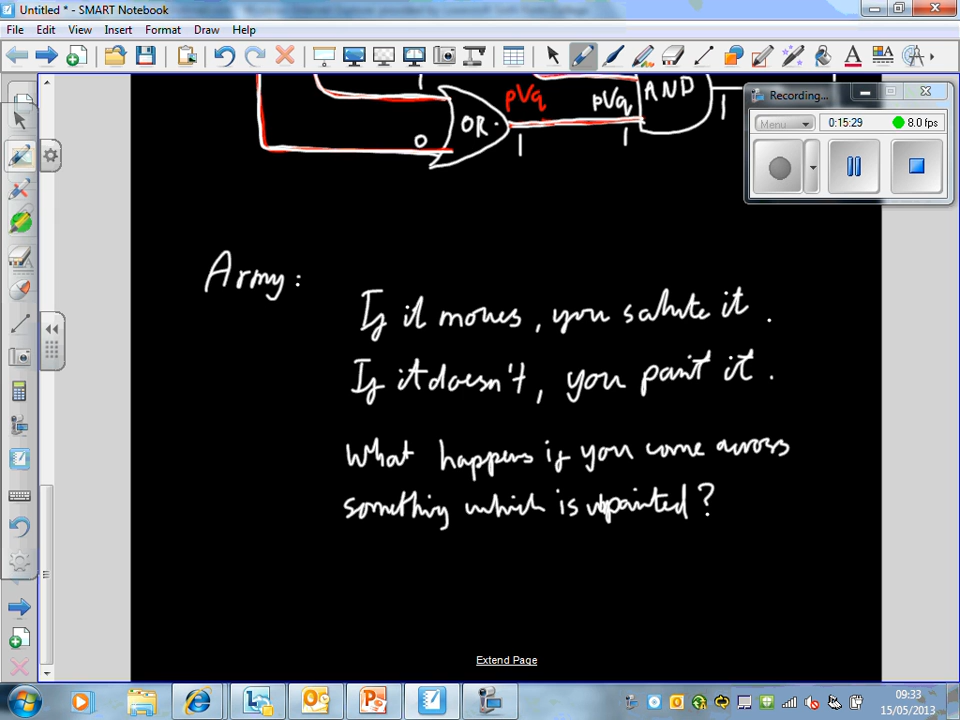 Untitled * - SMART Notebook
File Edit View Insert Format Draw Help
Recording...
Menu
0:15:29
8.0 fps
pVq pVq AND
OR
0 1 1 1
Army:
If it moves, you salute it.
If it doesn't, you paint it.
What happens if you come across
something which is painted?
Extend Page
09:33
15/05/2013